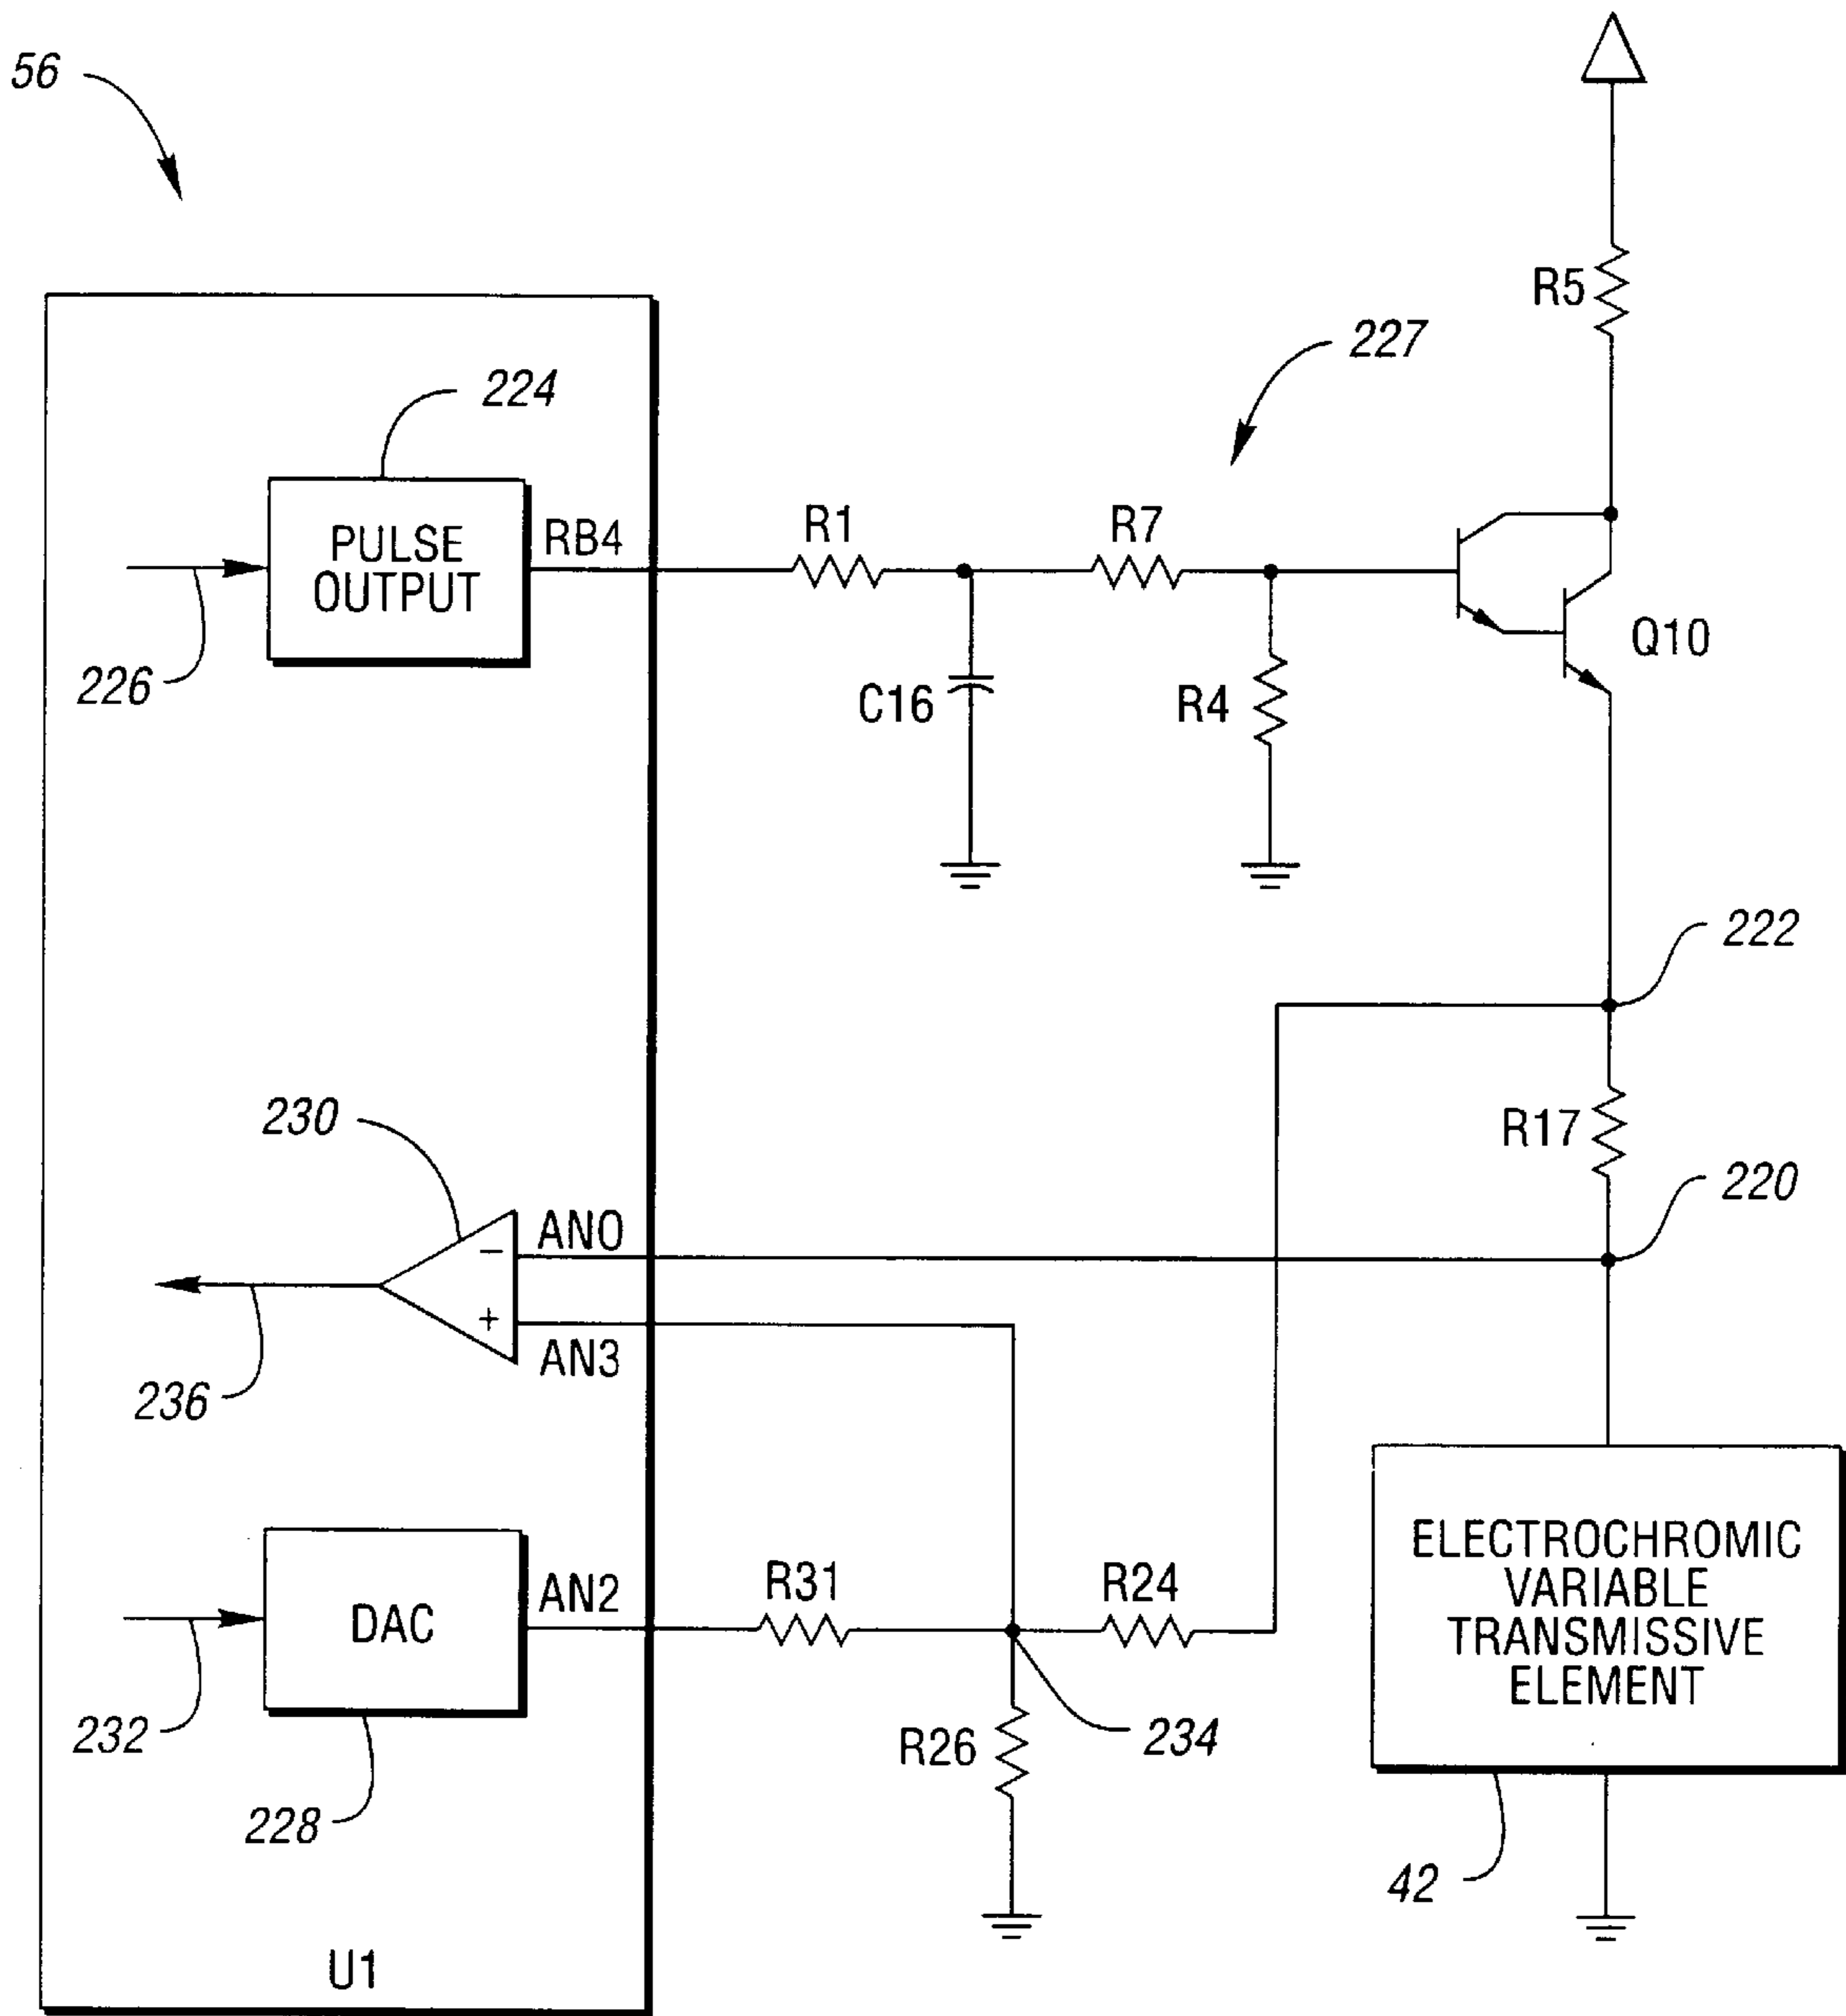 56
R5
227
224
PULSE
OUTPUT
RB4
R1
R7
226
C16
R4
Q10
222
R17
230
AN0
−
220
+
AN3
236
DAC
AN2
R31
R24
ELECTROCHROMIC
VARIABLE
TRANSMISSIVE
ELEMENT
232
R26
234
228
42
U1